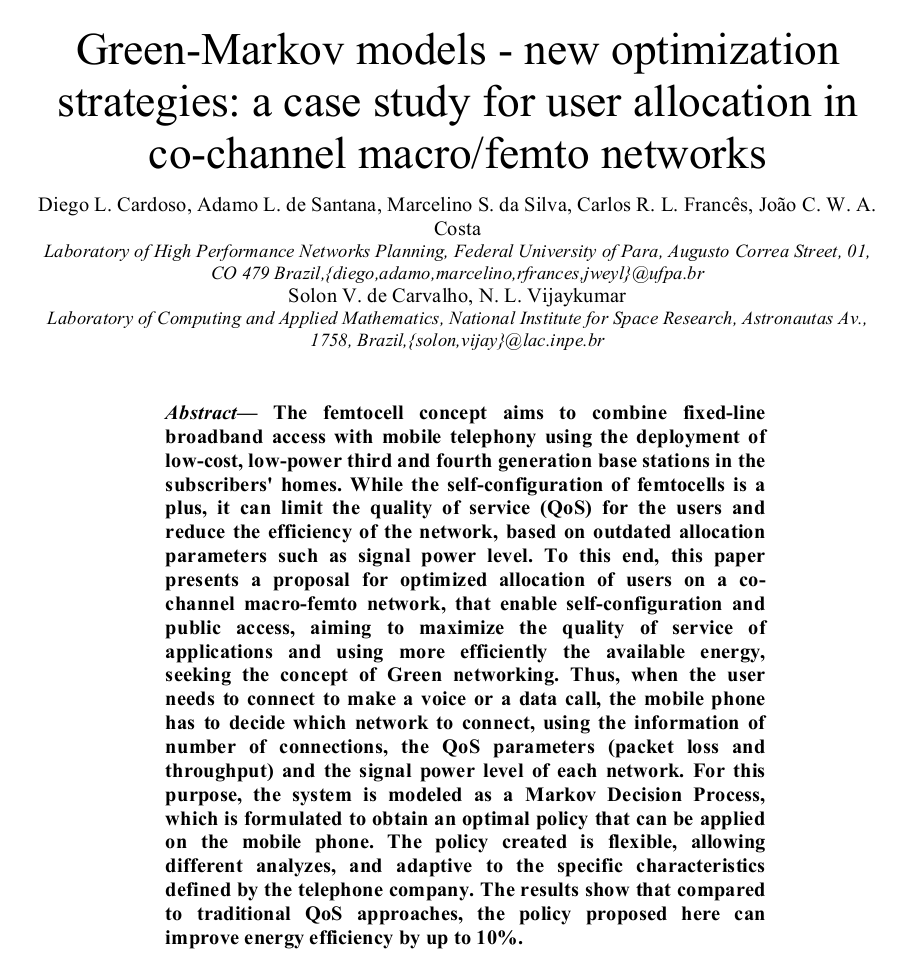 Green-Markov models - new optimization
strategies: a case study for user allocation in
co-channel macro/femto networks
Diego L. Cardoso, Adamo L. de Santana, Marcelino S. da Silva, Carlos R. L. Francês, João C. W. A.
Costa
Laboratory of High Performance Networks Planning, Federal University of Para, Augusto Correa Street, 01,
CO 479 Brazil,{diego,adamo,marcelino,rfrances,jweyl}@ufpa.br
Solon V. de Carvalho, N. L. Vijaykumar
Laboratory of Computing and Applied Mathematics, National Institute for Space Research, Astronautas Av.,
1758, Brazil,{solon,vijay}@lac.inpe.br
Abstract— The femtocell concept aims to combine fixed-line
broadband access with mobile telephony using the deployment of
low-cost, low-power third and fourth generation base stations in the
subscribers' homes. While the self-configuration of femtocells is a
plus, it can limit the quality of service (QoS) for the users and
reduce the efficiency of the network, based on outdated allocation
parameters such as signal power level. To this end, this paper
presents a proposal for optimized allocation of users on a co-
channel macro-femto network, that enable self-configuration and
public access, aiming to maximize the quality of service of
applications and using more efficiently the available energy,
seeking the concept of Green networking. Thus, when the user
needs to connect to make a voice or a data call, the mobile phone
has to decide which network to connect, using the information of
number of connections, the QoS parameters (packet loss and
throughput) and the signal power level of each network. For this
purpose, the system is modeled as a Markov Decision Process,
which is formulated to obtain an optimal policy that can be applied
on the mobile phone. The policy created is flexible, allowing
different analyzes, and adaptive to the specific characteristics
defined by the telephone company. The results show that compared
to traditional QoS approaches, the policy proposed here can
improve energy efficiency by up to 10%.